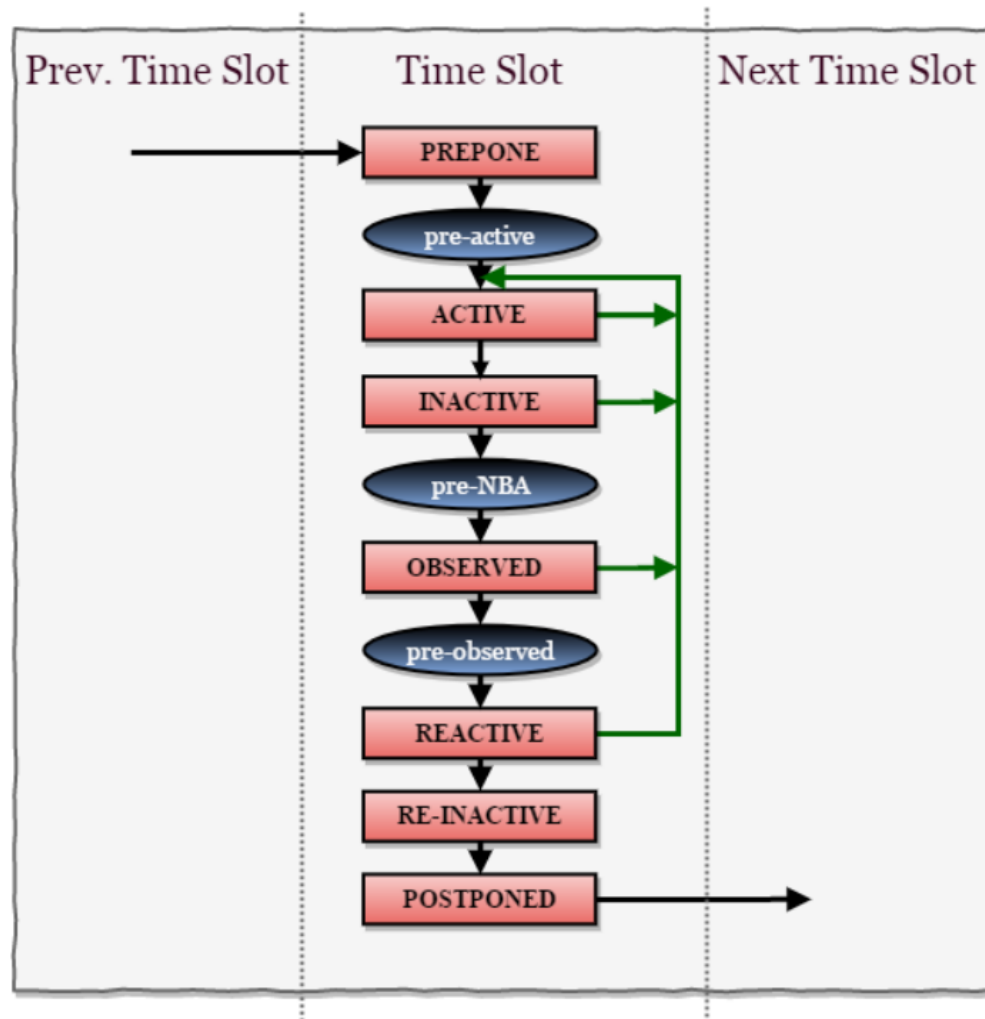 Prev. Time Slot
Time Slot
Next Time Slot
PREPONE
pre-active
ACTIVE
INACTIVE
pre-NBA
OBSERVED
pre-observed
REACTIVE
RE-INACTIVE
POSTPONED